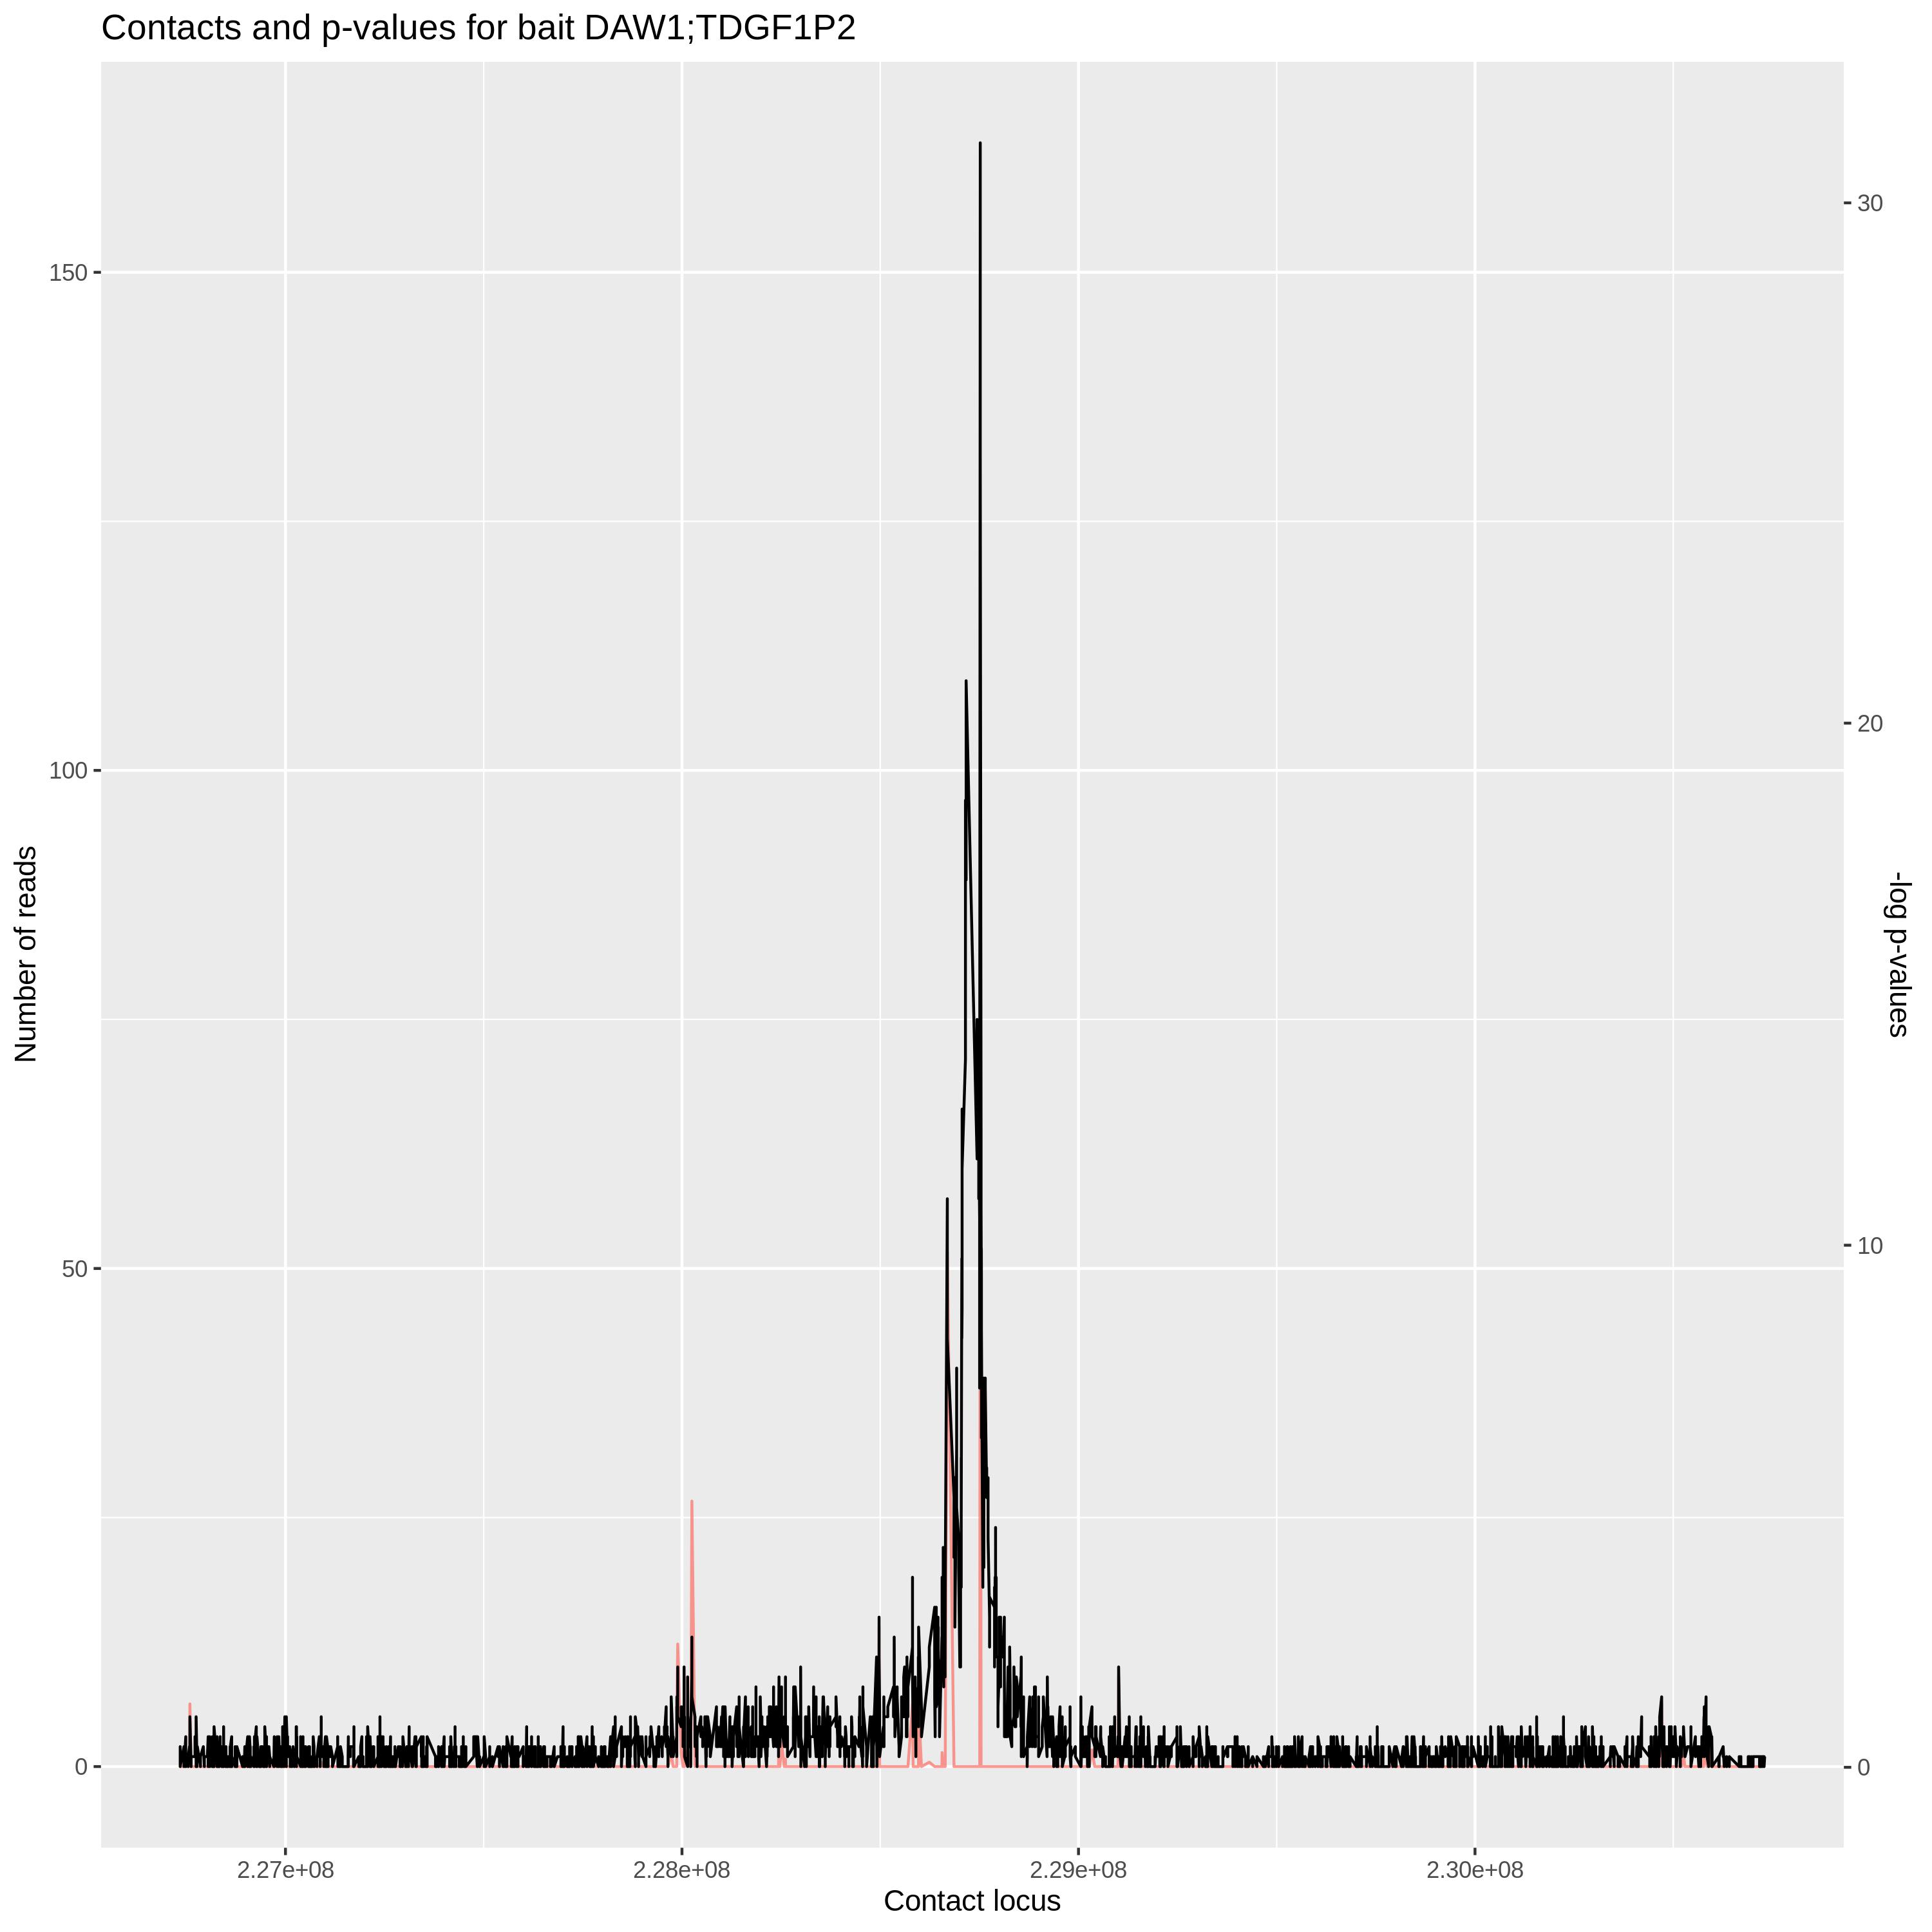 Contacts and p-values for bait DAW1;TDGF1P2
150
100
50
0
Number of reads
30
20
10
0
-log p-values
2.27e+08 2.28e+08 2.29e+08 2.30e+08
Contact locus